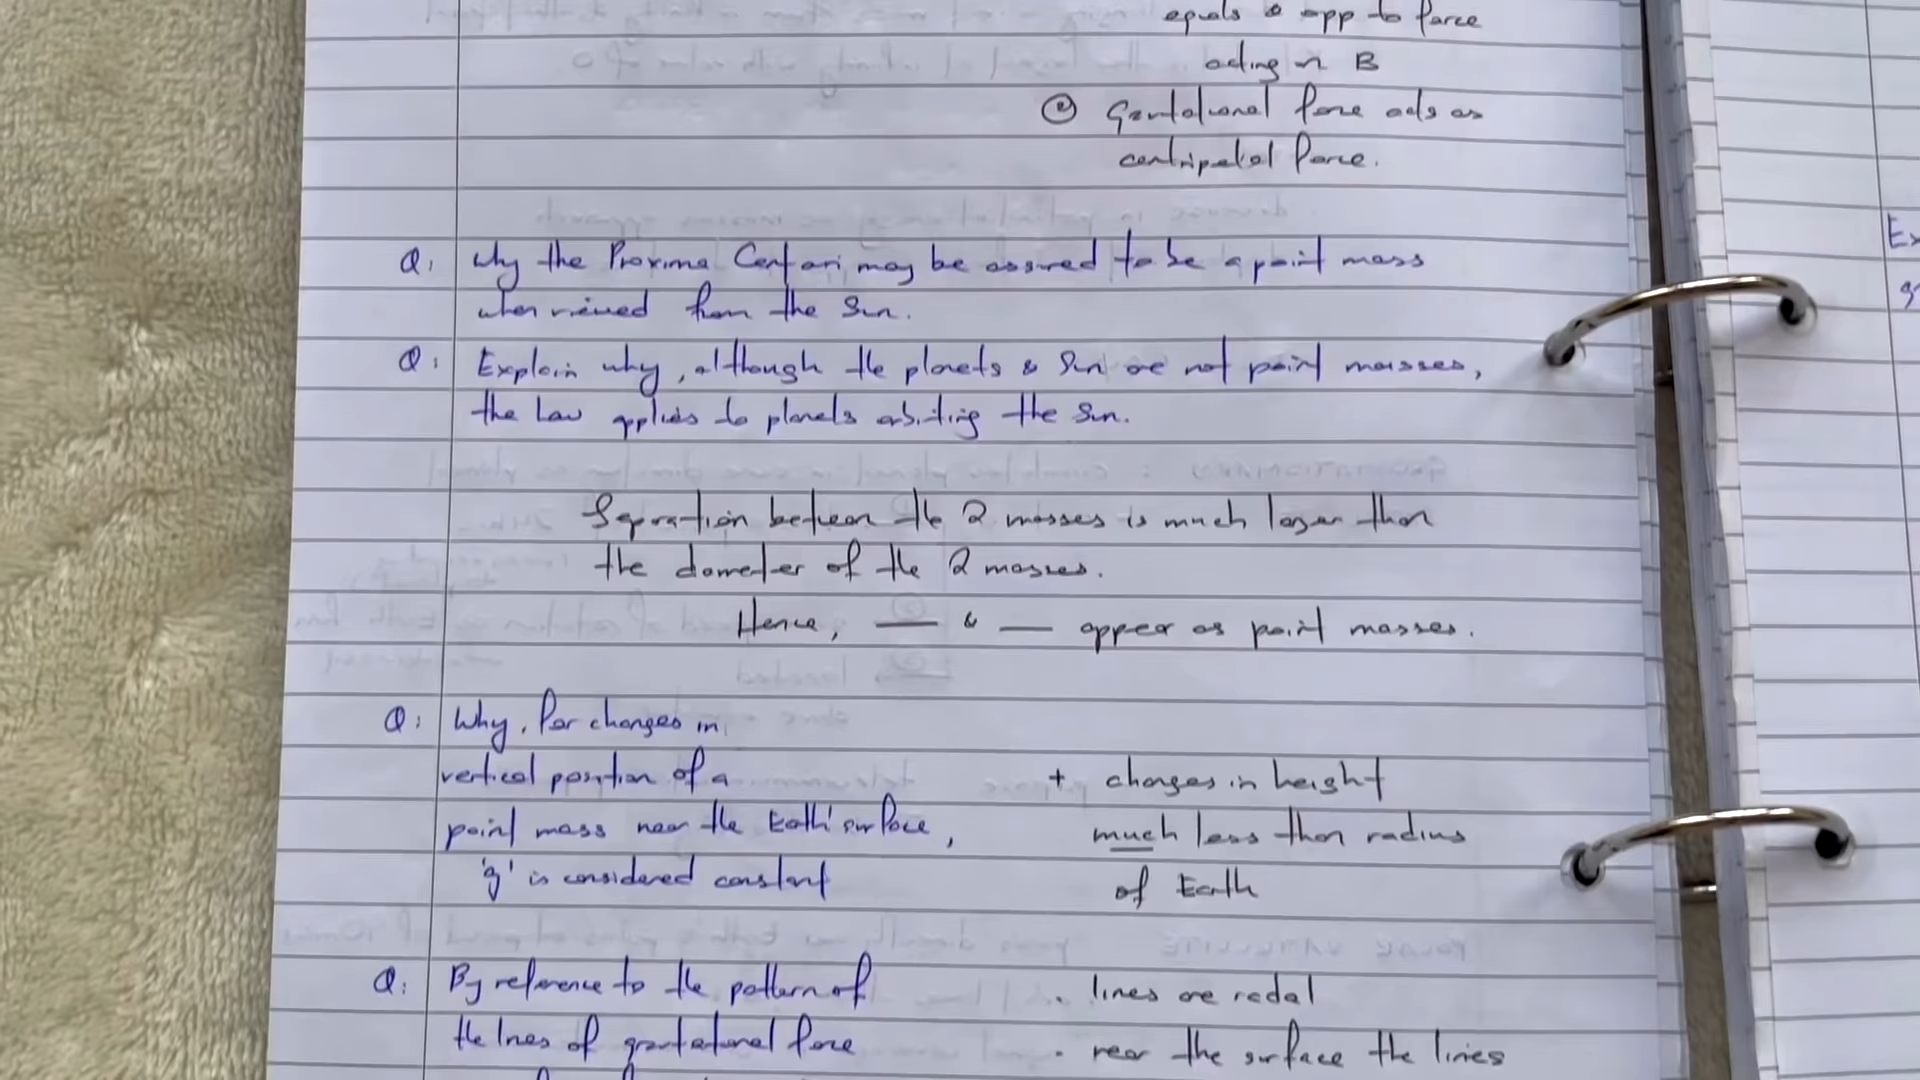 equals & opp to force
acting on B
② Gravitational force acts as
centripetal force.
Q: Why the Proxima Centauri may be assumed to be a point mass
when viewed from the Sun.
Q: Explain why, although the planets & Sun are not point masses,
the Law applies to planets orbiting the Sun.
Separation between the 2 masses is much larger than
the diameter of the 2 masses.
Hence, — & — appear as point masses.
Q: Why, for changes in
vertical position of a
point mass near the Earth' surface,
'g' is considered constant
+ changes in height
much less than radius
of Earth
Q: By reference to the pattern of
the lines of gravitational force
. lines are radial
. near the surface the lines
Ex